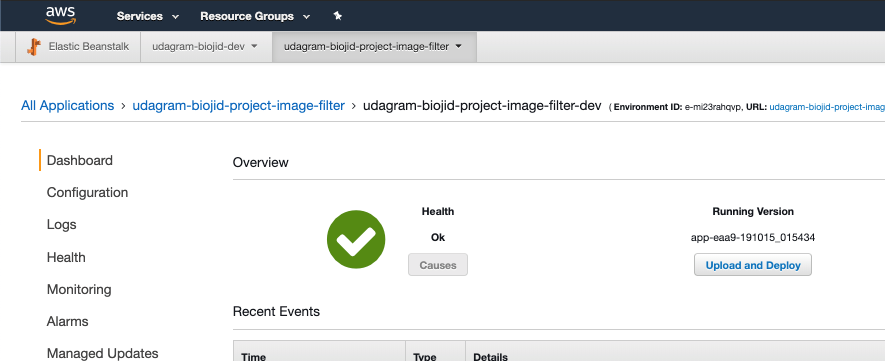 aws Services Resource Groups
Elastic Beanstalk udagram-biojid-dev udagram-biojid-project-image-filter
All Applications > udagram-biojid-project-image-filter > udagram-biojid-project-image-filter-dev ( Environment ID: e-mi23rahqvp, URL: udagram-biojid-project-imag
Dashboard
Overview
Configuration
Health Running Version
Logs
Ok app-eaa9-191015_015434
Health
Causes Upload and Deploy
Monitoring
Recent Events
Alarms
Managed Updates
Time Type Details